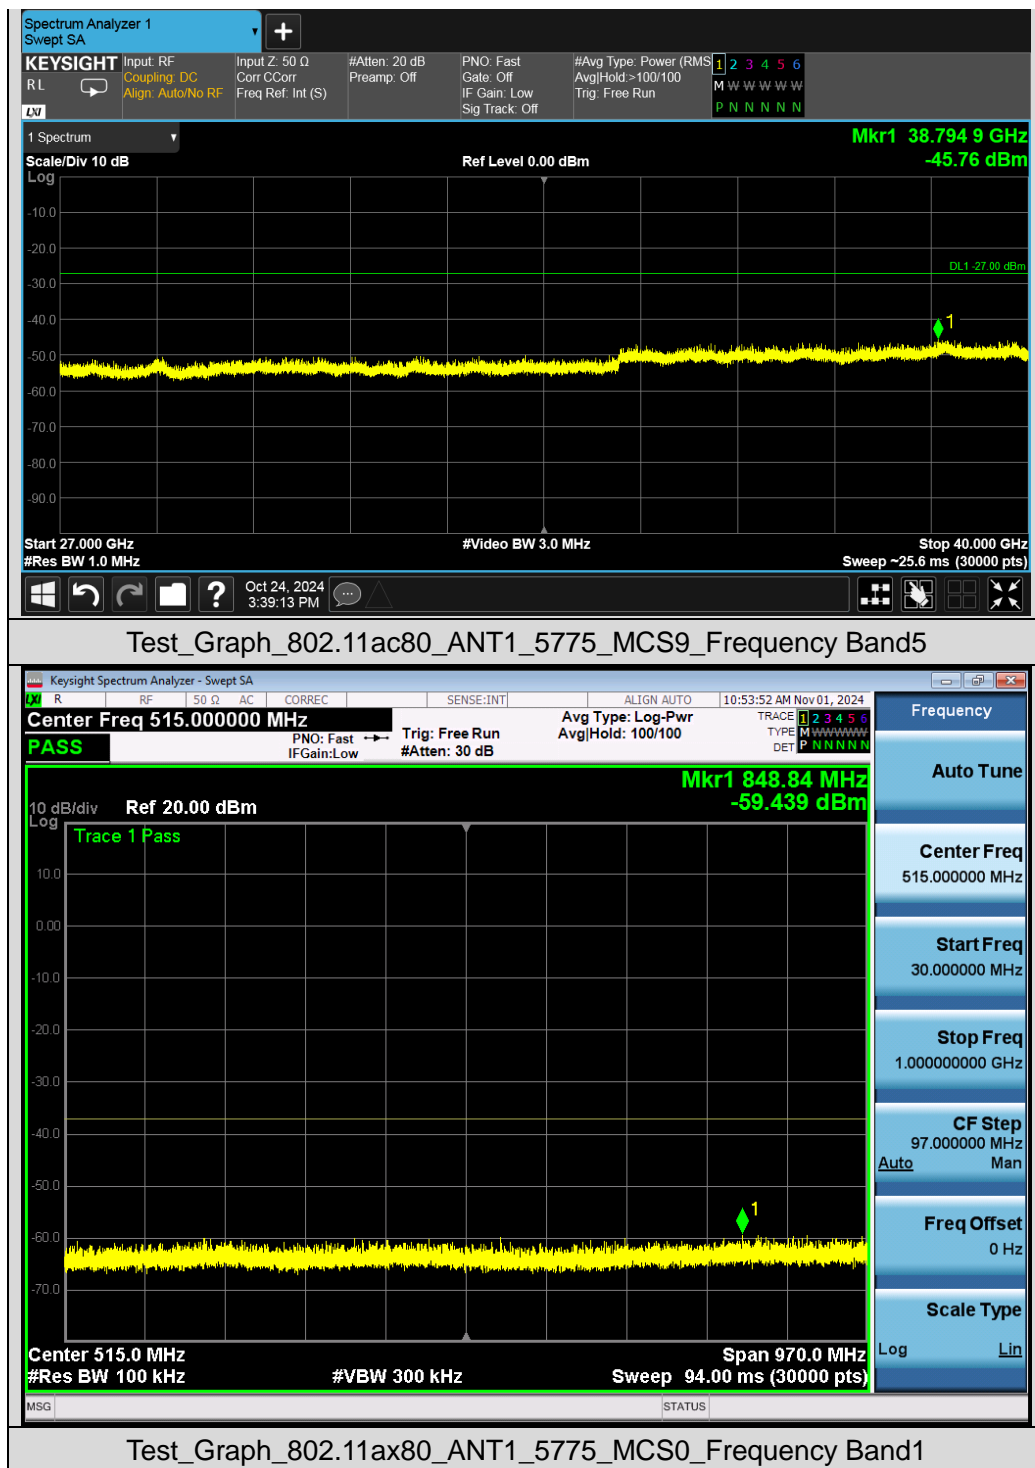 Spectrum Analyzer 1
Swept SA
KEYSIGHT
RL
LXI
Input: RF
Coupling: DC
Align: Auto/No RF
Input Z: 50 Ω
Corr CCorr
Freq Ref: Int (S)
#Atten: 20 dB
Preamp: Off
PNO: Fast
Gate: Off
IF Gain: Low
Sig Track: Off
#Avg Type: Power (RMS
Avg|Hold:>100/100
Trig: Free Run
1 2 3 4 5 6
M W W W W W
P N N N N N
1 Spectrum
Mkr1 38.794 9 GHz
Scale/Div 10 dB
Ref Level 0.00 dBm
-45.76 dBm
Log
-10.0
-20.0
DL1 -27.00 dBm
-30.0
-40.0
1
-50.0
-60.0
-70.0
-80.0
-90.0
Start 27.000 GHz
#Video BW 3.0 MHz
Stop 40.000 GHz
#Res BW 1.0 MHz
Sweep ~25.6 ms (30000 pts)
?
Oct 24, 2024
3:39:13 PM
Test_Graph_802.11ac80_ANT1_5775_MCS9_Frequency Band5
Keysight Spectrum Analyzer - Swept SA
LXI R RF 50 Ω AC CORREC SENSE:INT ALIGN AUTO 10:53:52 AM Nov 01, 2024
Center Freq 515.000000 MHz
PASS
PNO: Fast
IFGain:Low
Trig: Free Run
#Atten: 30 dB
Avg Type: Log-Pwr
Avg|Hold: 100/100
TRACE 1 2 3 4 5 6
TYPE M W W W W W
DET P N N N N N
Mkr1 848.84 MHz
10 dB/div Ref 20.00 dBm
-59.439 dBm
Log
Trace 1 Pass
10.0
0.00
-10.0
-20.0
-30.0
-40.0
-50.0
1
-60.0
-70.0
Center 515.0 MHz
Span 970.0 MHz
#Res BW 100 kHz
#VBW 300 kHz
Sweep 94.00 ms (30000 pts)
MSG
STATUS
Frequency
Auto Tune
Center Freq
515.000000 MHz
Start Freq
30.000000 MHz
Stop Freq
1.000000000 GHz
CF Step
97.000000 MHz
Auto Man
Freq Offset
0 Hz
Scale Type
Log Lin
Test_Graph_802.11ax80_ANT1_5775_MCS0_Frequency Band1